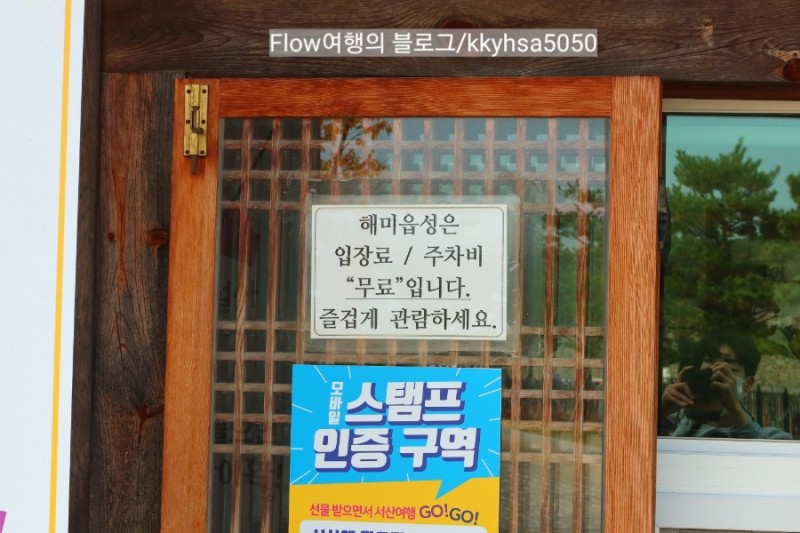 Flow여행의 블로그/kkyhsa5050
해미읍성은
입장료 / 주차비
“무료”입니다.
즐겁게 관람하세요.
모바일
스탬프
인증 구역
선물 받으면서 서산여행 GO!GO!